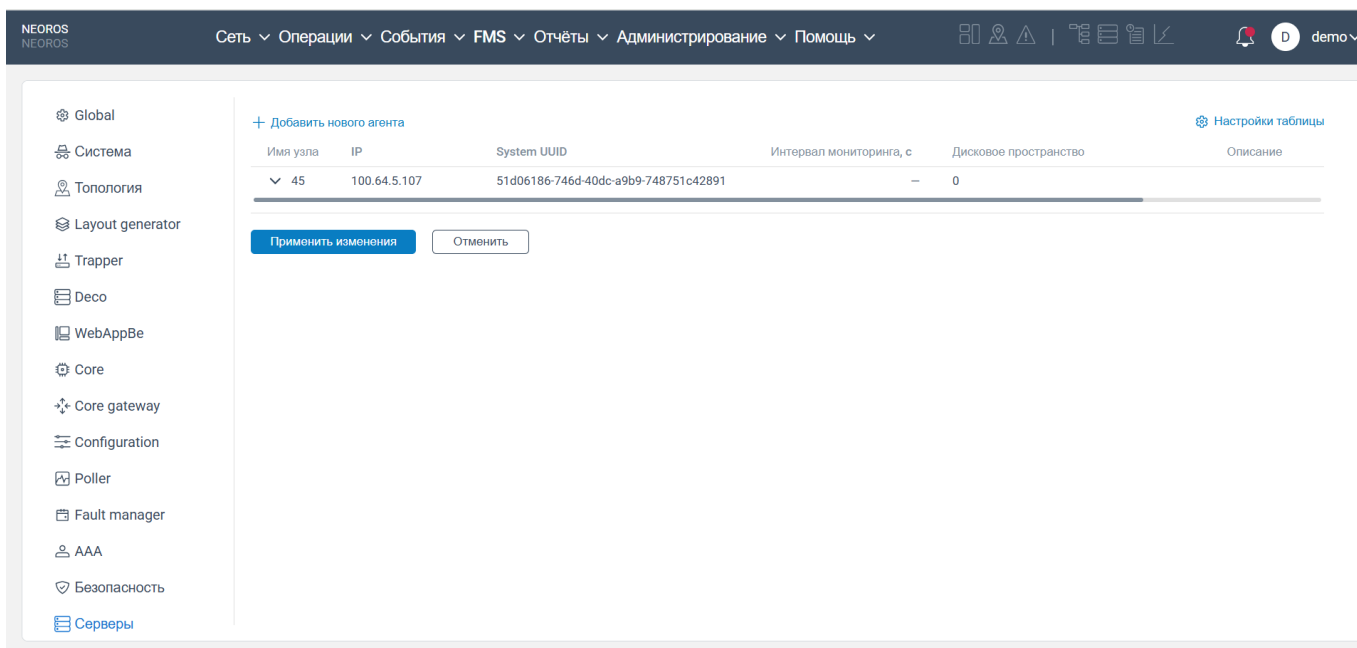 NEOROS
NEOROS
Сеть Операции События FMS Отчёты Администрирование Помощь
D demo
Global
Система
Топология
Layout generator
Trapper
Deco
WebAppBe
Core
Core gateway
Configuration
Poller
Fault manager
AAA
Безопасность
Серверы
+ Добавить нового агента
Настройки таблицы
Имя узла IP System UUID Интервал мониторинга, с Дисковое пространство Описание
45 100.64.5.107 51d06186-746d-40dc-a9b9-748751c42891 — 0
Применить изменения Отменить